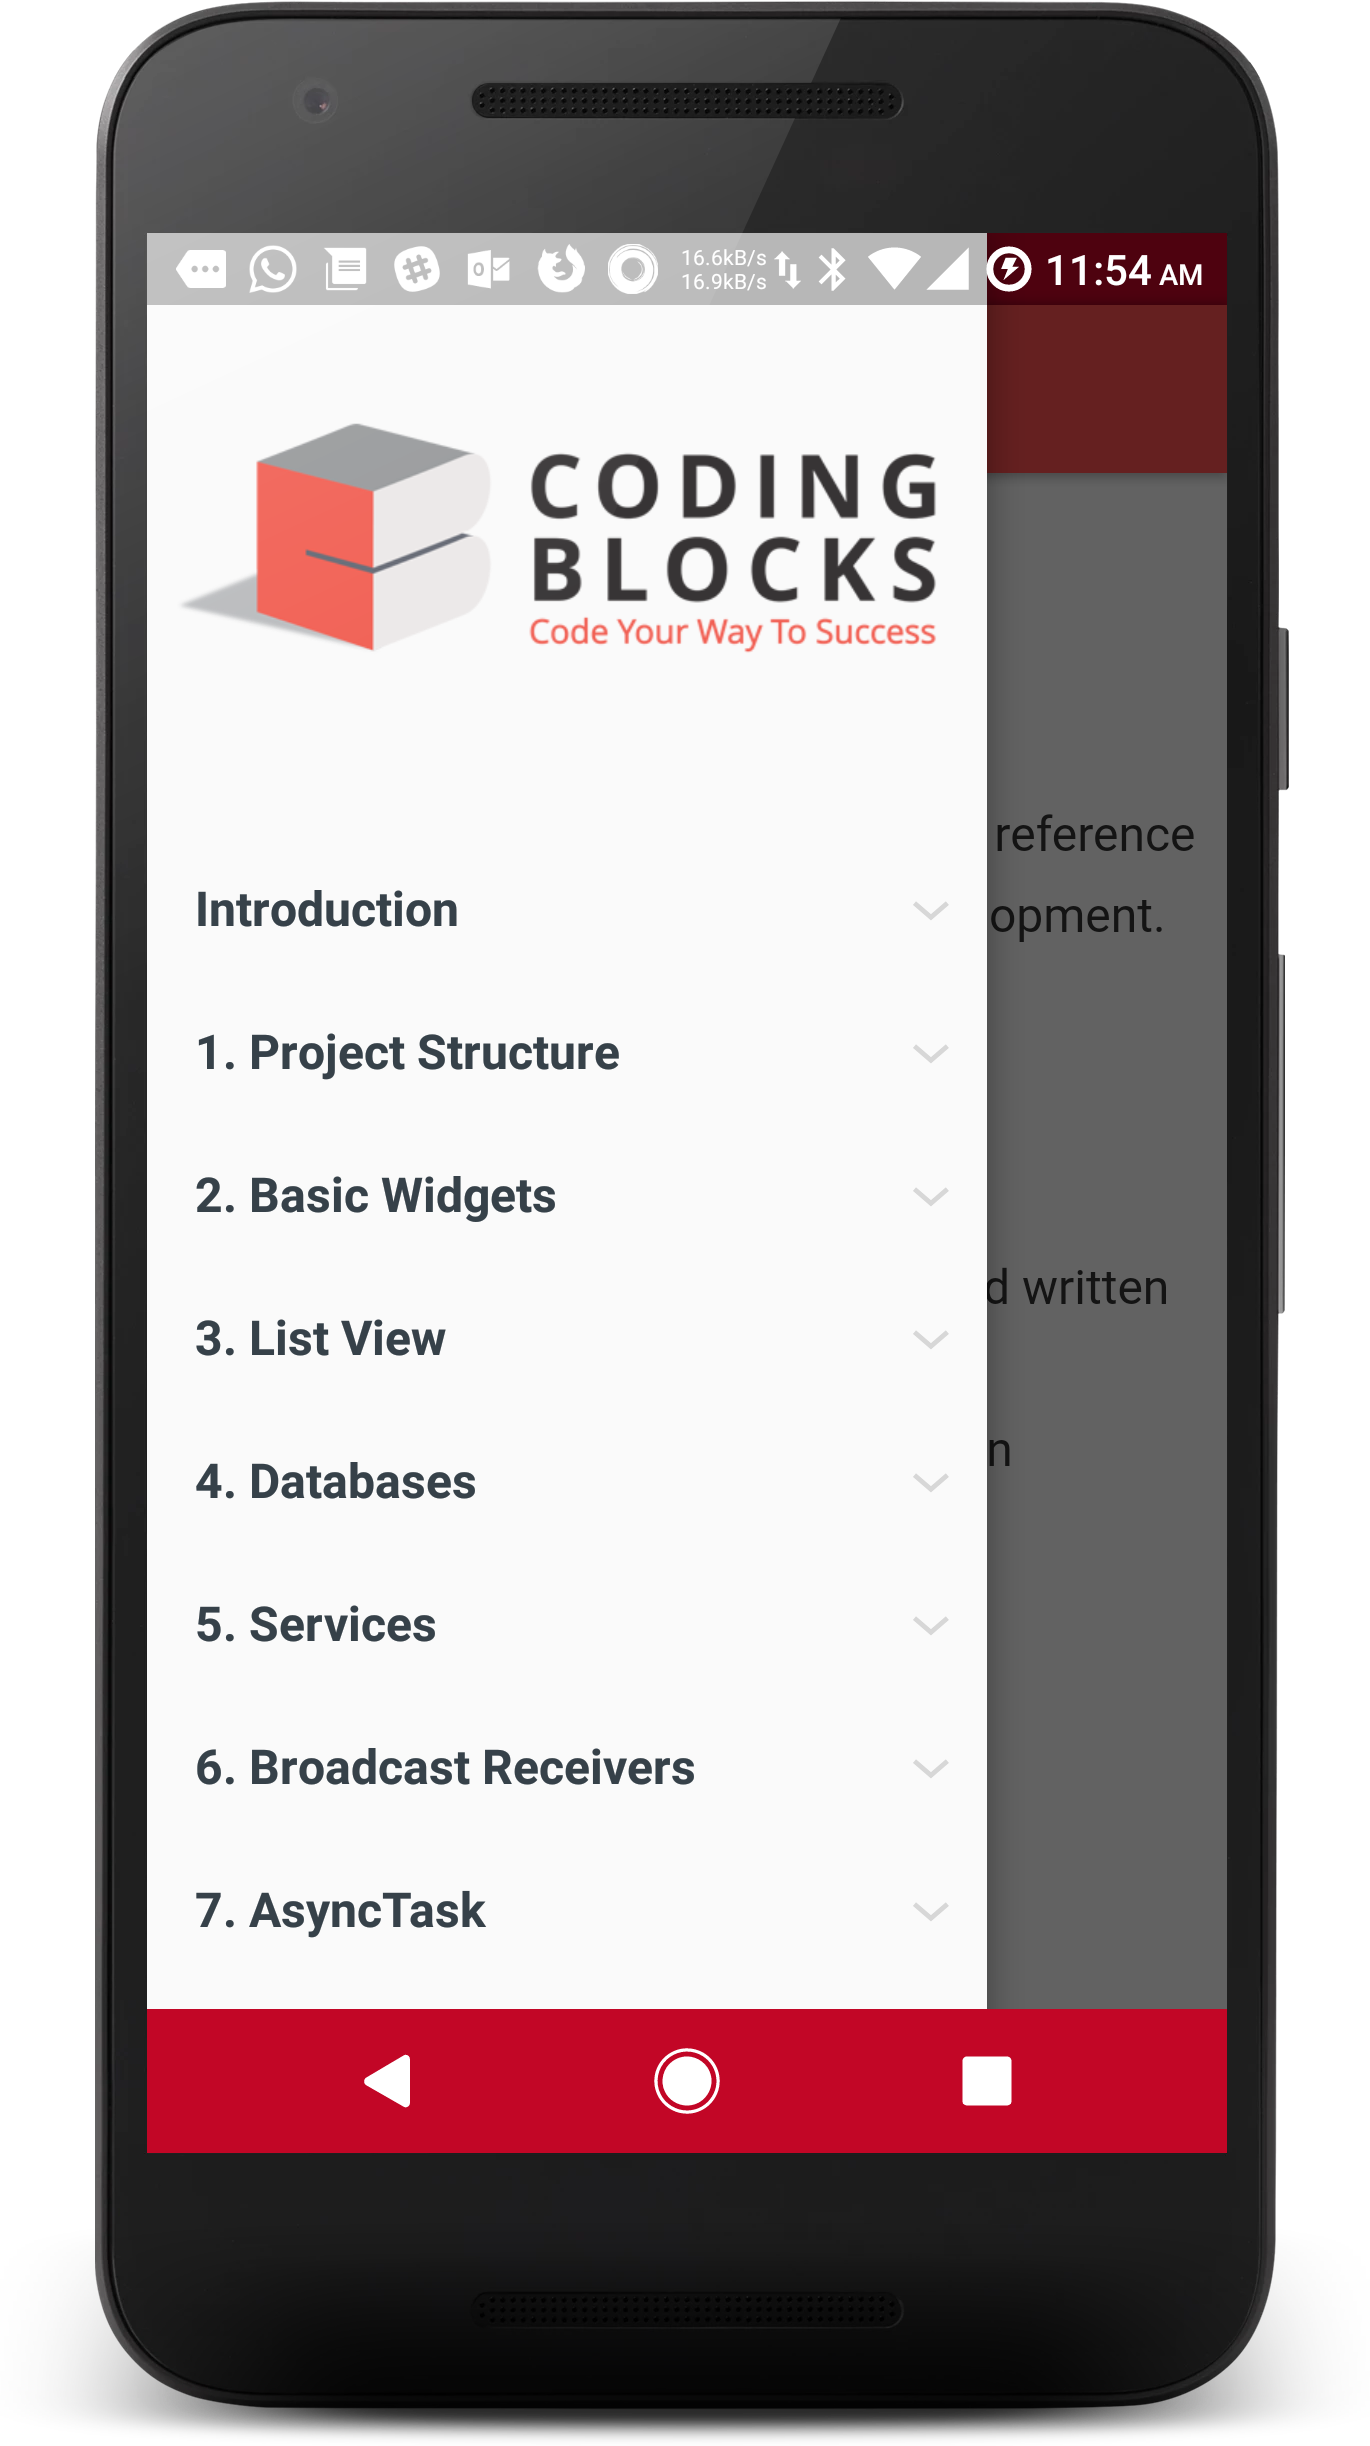 16.6kB/s
16.9kB/s
11:54 AM
CODING
BLOCKS
Code Your Way To Success
reference
opment.
d written
n
Introduction
1. Project Structure
2. Basic Widgets
3. List View
4. Databases
5. Services
6. Broadcast Receivers
7. AsyncTask